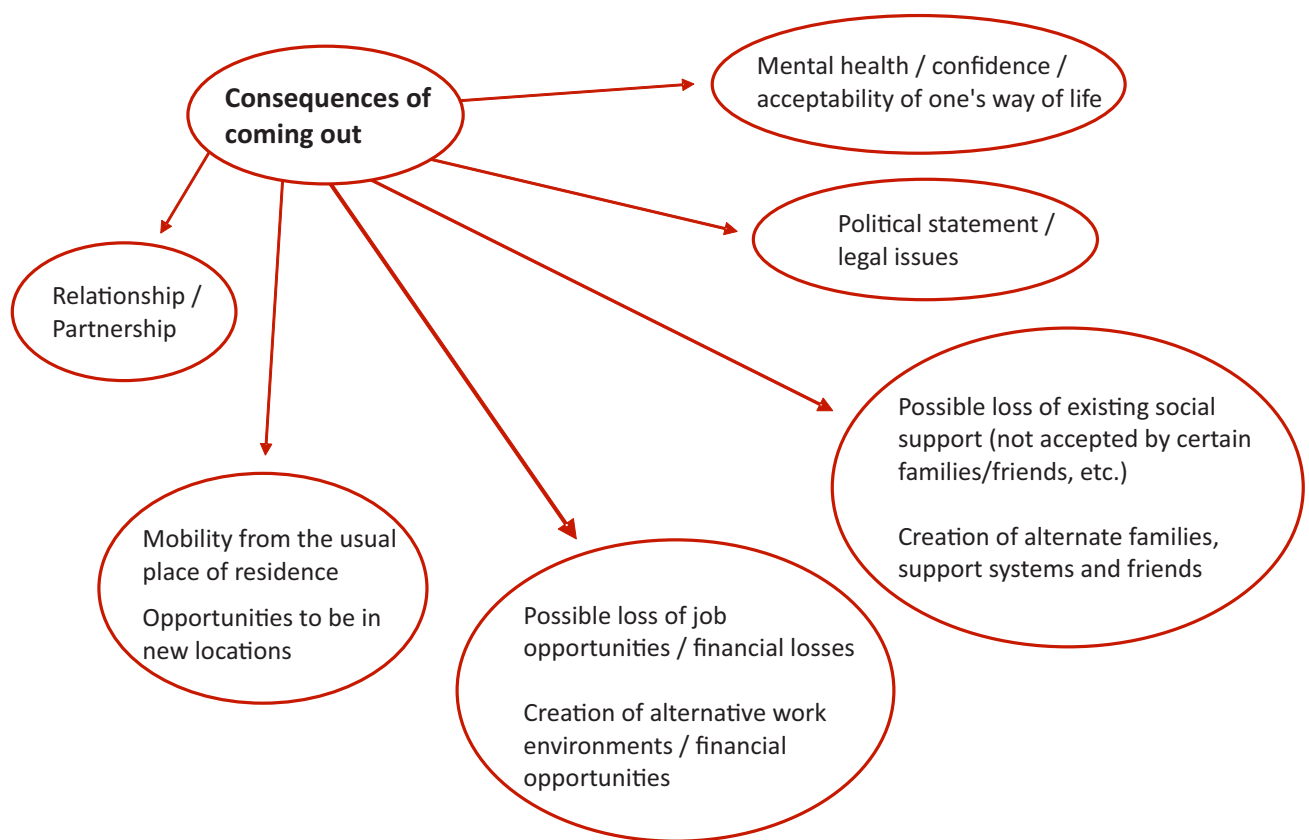 Consequences of
coming out
Mental health / confidence /
acceptability of one's way of life
Political statement /
legal issues
Relationship /
Partnership
Possible loss of existing social
support (not accepted by certain
families/friends, etc.)
Creation of alternate families,
support systems and friends
Mobility from the usual
place of residence
Opportunities to be in
new locations
Possible loss of job
opportunities / financial losses
Creation of alternative work
environments / financial
opportunities